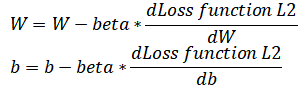 W = W − beta * dLoss function L2 / dW
b = b − beta * dLoss function L2 / db